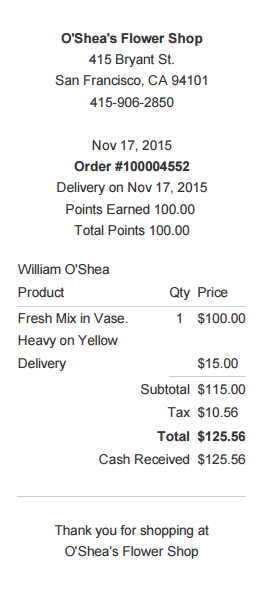 O'Shea's Flower Shop
415 Bryant St.
San Francisco, CA 94101
415-906-2850
Nov 17, 2015
Order #100004552
Delivery on Nov 17, 2015
Points Earned 100.00
Total Points 100.00
William O'Shea
Product Qty Price
Fresh Mix in Vase. 1 $100.00
Heavy on Yellow
Delivery $15.00
Subtotal $115.00
Tax $10.56
Total $125.56
Cash Received $125.56
Thank you for shopping at
O'Shea's Flower Shop